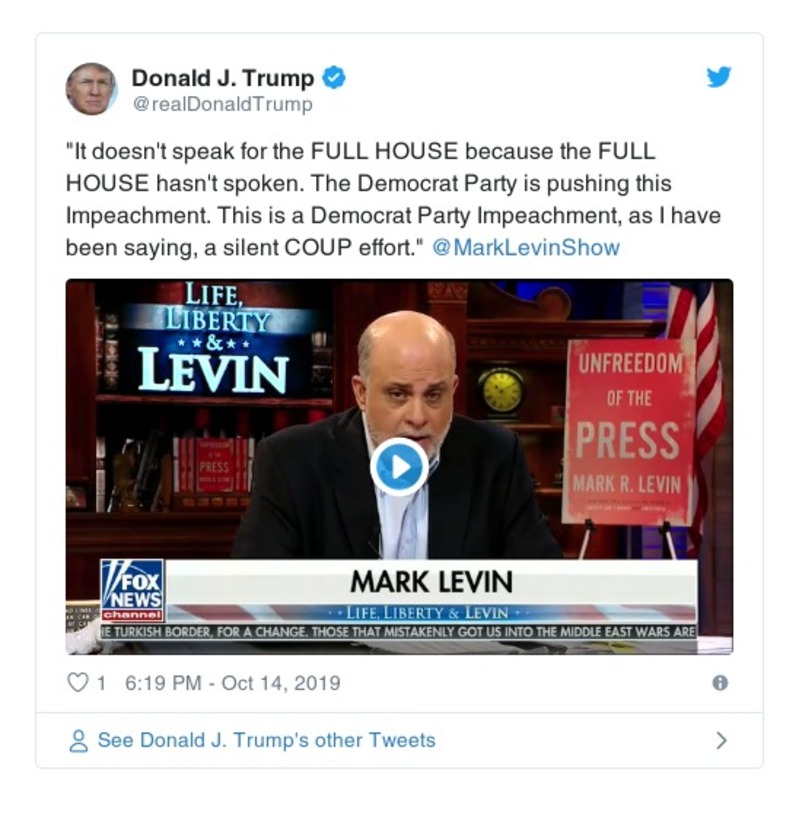 Donald J. Trump
@realDonaldTrump
"It doesn't speak for the FULL HOUSE because the FULL
HOUSE hasn't spoken. The Democrat Party is pushing this
Impeachment. This is a Democrat Party Impeachment, as I have
been saying, a silent COUP effort." @MarkLevinShow
LIFE,
LIBERTY
&
LEVIN
UNFREEDOM
OF THE
PRESS
MARK R. LEVIN
PRESS
FOX
NEWS
channel
MARK LEVIN
LIFE, LIBERTY & LEVIN
TURKISH BORDER, FOR A CHANGE. THOSE THAT MISTAKENLY GOT US INTO THE MIDDLE EAST WARS ARE
1 6:19 PM - Oct 14, 2019
See Donald J. Trump's other Tweets